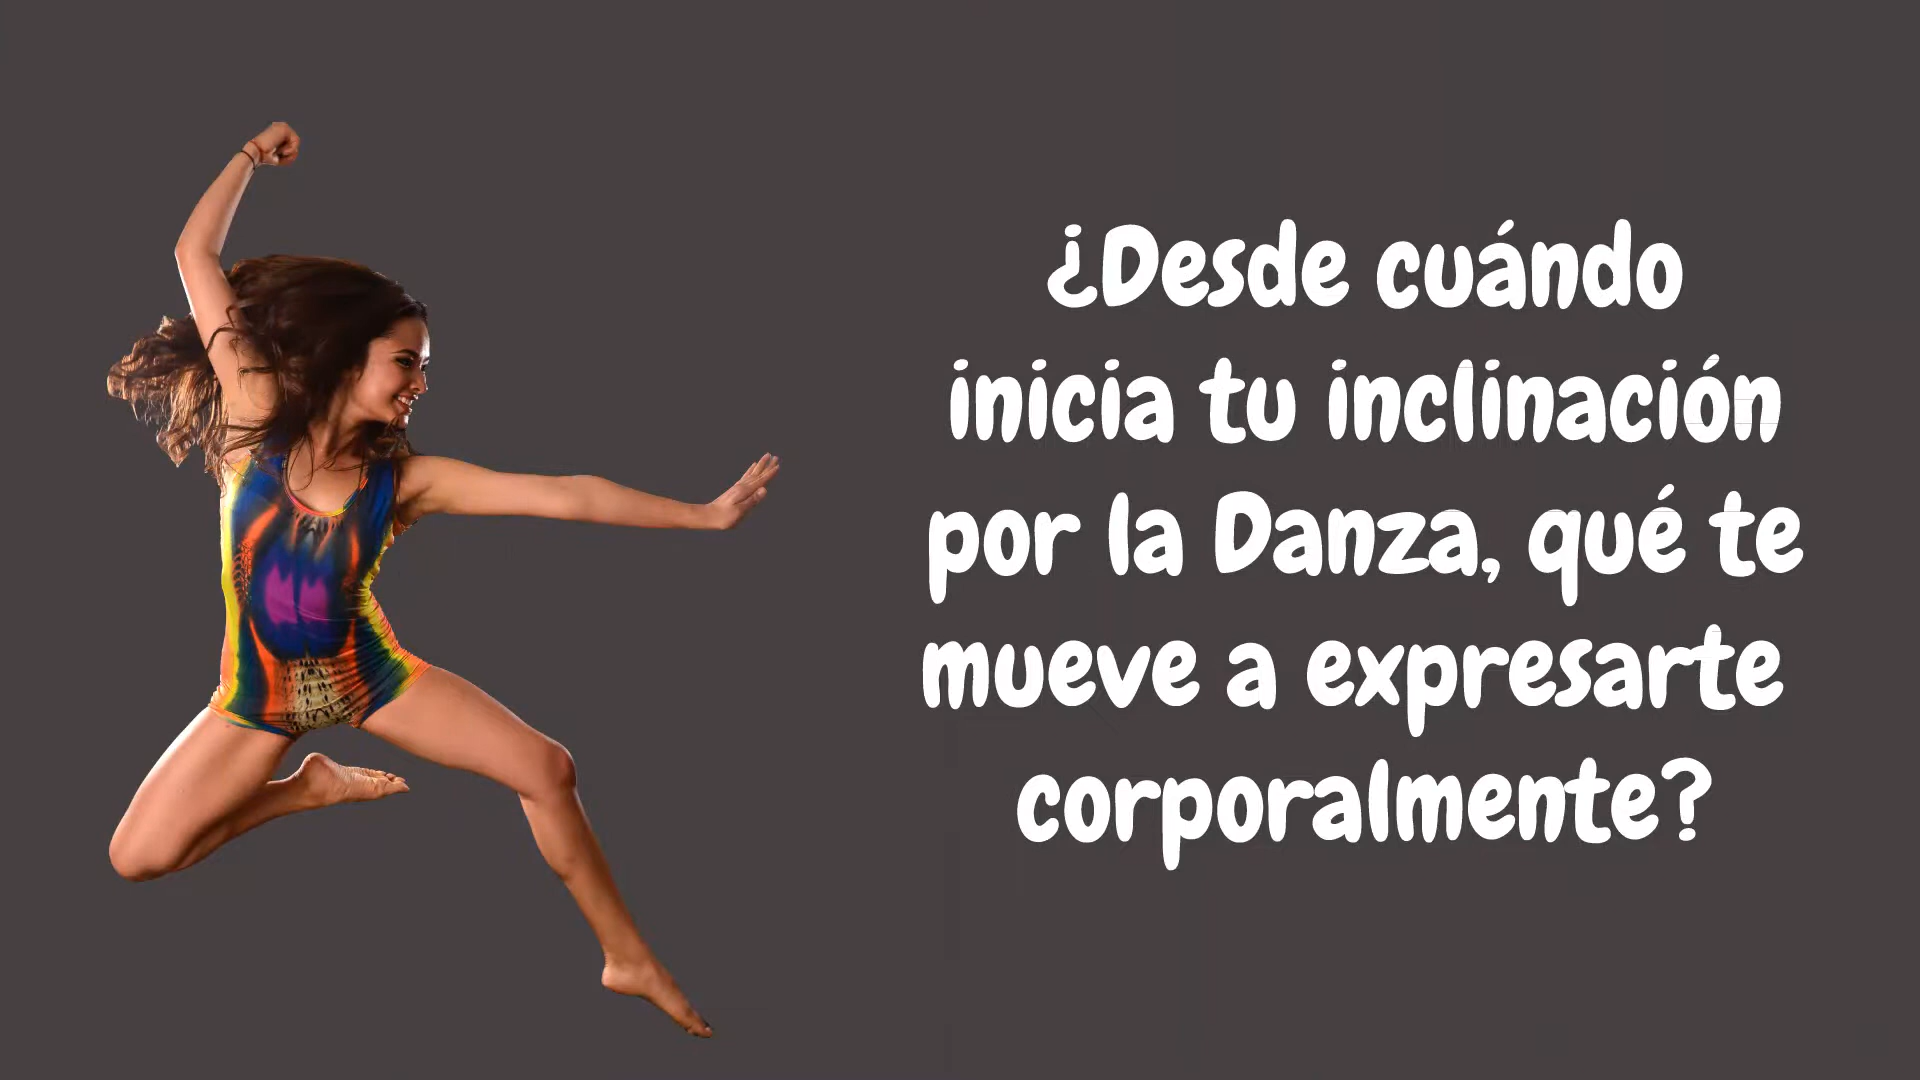 ¿Desde cuándo
inicia tu inclinación
por la Danza, qué te
mueve a expresarte
corporalmente?